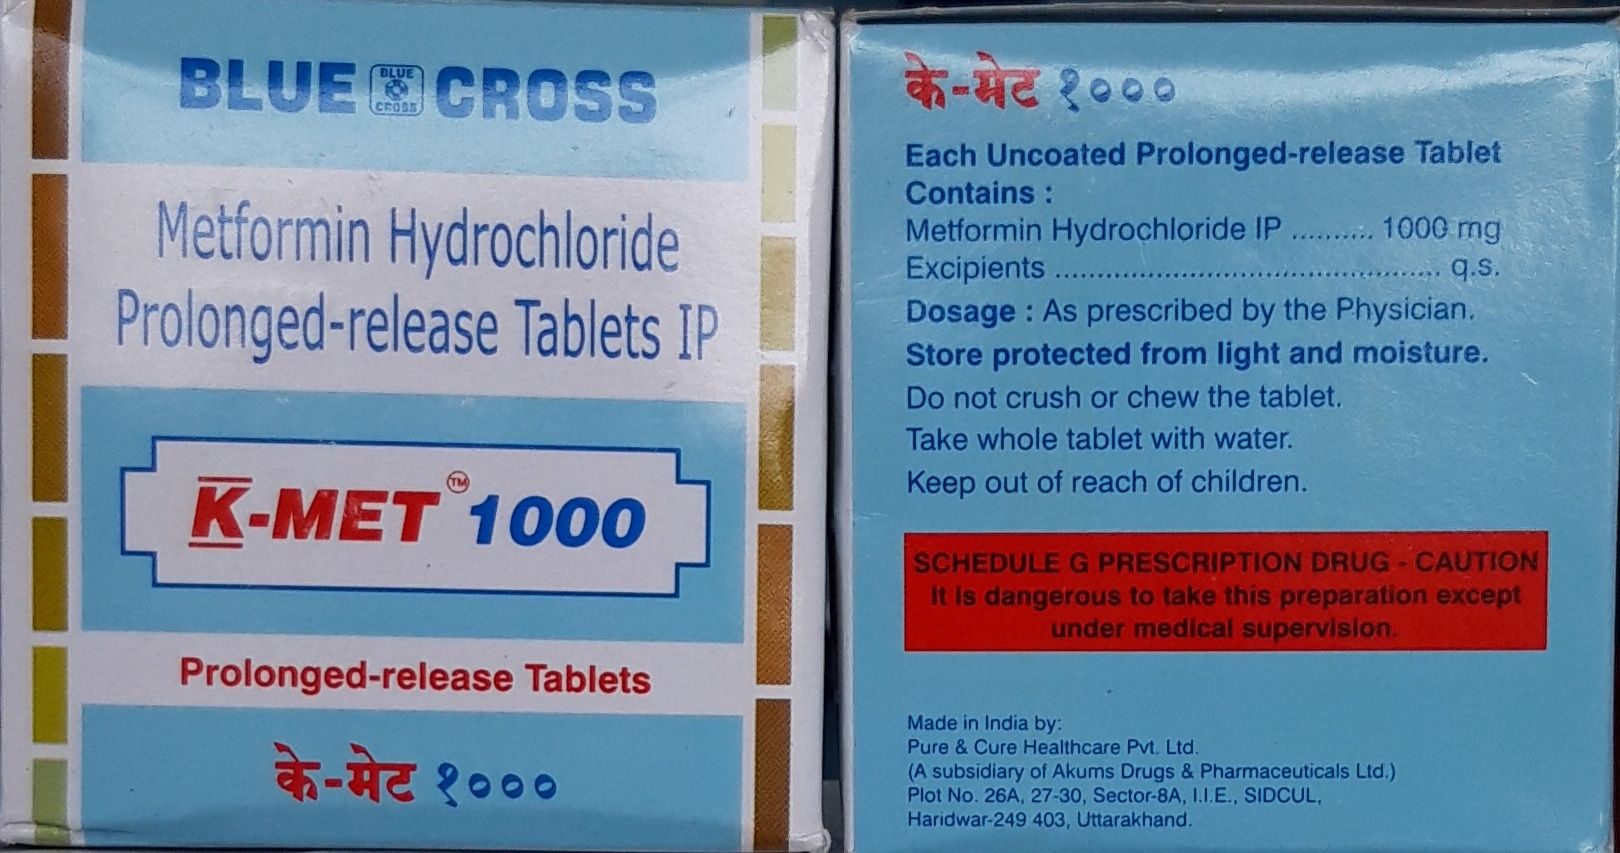 BLUE BLUE CROSS CROSS
Metformin Hydrochloride
Prolonged-release Tablets IP
K-MET™ 1000
Prolonged-release Tablets
के-मेट १०००
के-मेट १०००
Each Uncoated Prolonged-release Tablet
Contains :
Metformin Hydrochloride IP .......... 1000 mg
Excipients .............................................. q.s.
Dosage : As prescribed by the Physician.
Store protected from light and moisture.
Do not crush or chew the tablet.
Take whole tablet with water.
Keep out of reach of children.
SCHEDULE G PRESCRIPTION DRUG - CAUTION
It is dangerous to take this preparation except
under medical supervision.
Made in India by:
Pure & Cure Healthcare Pvt. Ltd.
(A subsidiary of Akums Drugs & Pharmaceuticals Ltd.)
Plot No. 26A, 27-30, Sector-8A, I.I.E., SIDCUL,
Haridwar-249 403, Uttarakhand.